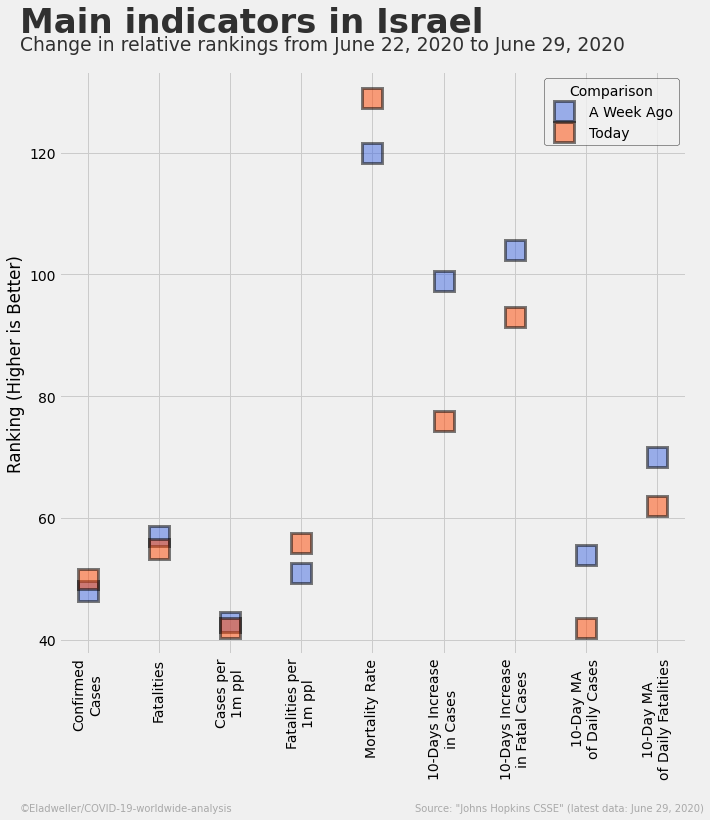 Main indicators in Israel
Change in relative rankings from June 22, 2020 to June 29, 2020
Comparison
A Week Ago
Today
Ranking (Higher is Better)
120
100
80
60
40
Confirmed
Cases
Fatalities
Cases per
1m ppl
Fatalities per
1m ppl
Mortality Rate
10-Days Increase
in Cases
10-Days Increase
in Fatal Cases
10-Day MA
of Daily Cases
10-Day MA
of Daily Fatalities
©Eladweller/COVID-19-worldwide-analysis
Source: "Johns Hopkins CSSE" (latest data: June 29, 2020)